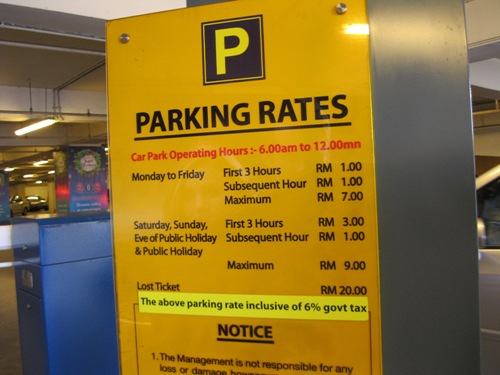 P
PARKING RATES
Car Park Operating Hours :- 6.00am to 12.00mn
Monday to Friday First 3 Hours RM 1.00
Subsequent Hour RM 1.00
Maximum RM 7.00
Saturday, Sunday, First 3 Hours RM 3.00
Eve of Public Holiday Subsequent Hour RM 1.00
& Public Holiday
Maximum RM 9.00
Lost Ticket RM 20.00
The above parking rate inclusive of 6% govt tax
NOTICE
1. The Management is not responsible for any
loss or damage